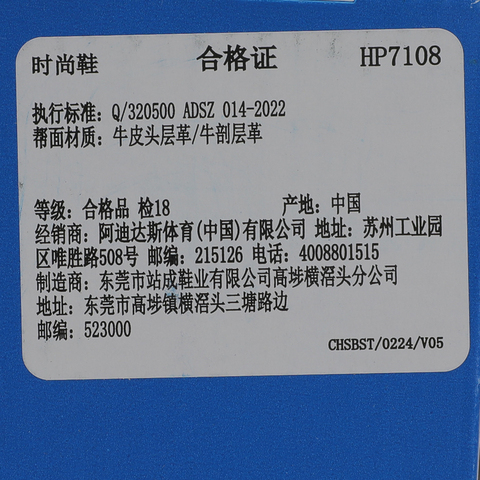 时尚鞋 合格证 HP7108
执行标准：Q/320500 ADSZ 014-2022
帮面材质：牛皮头层革/牛剖层革
等级：合格品 检18 产地：中国
经销商：阿迪达斯体育(中国)有限公司 地址：苏州工业园
区唯胜路508号 邮编：215126 电话：4008801515
制造商：东莞市站成鞋业有限公司高埗横滘头分公司
地址：东莞市高埗镇横滘头三塘路边
邮编：523000
CHSBST/0224/V05